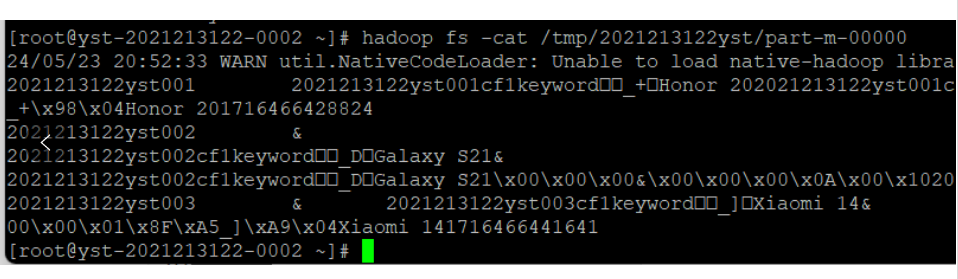 [root@yst-2021213122-0002 ~]# hadoop fs -cat /tmp/2021213122yst/part-m-00000
24/05/23 20:52:33 WARN util.NativeCodeLoader: Unable to load native-hadoop libra
2021213122yst001 2021213122yst001cf1keyword□□_+□Honor 202021213122yst001c
_+\x98\x04Honor 201716466428824
2021213122yst002 &
2021213122yst002cf1keyword□□_D□Galaxy S21&
2021213122yst002cf1keyword□□_D□Galaxy S21\x00\x00\x00&\x00\x00\x00\x0A\x00\x1020
2021213122yst003 & 2021213122yst003cf1keyword□□_]□Xiaomi 14&
00\x00\x01\x8F\xA5_]\xA9\x04Xiaomi 141716466441641
[root@yst-2021213122-0002 ~]#